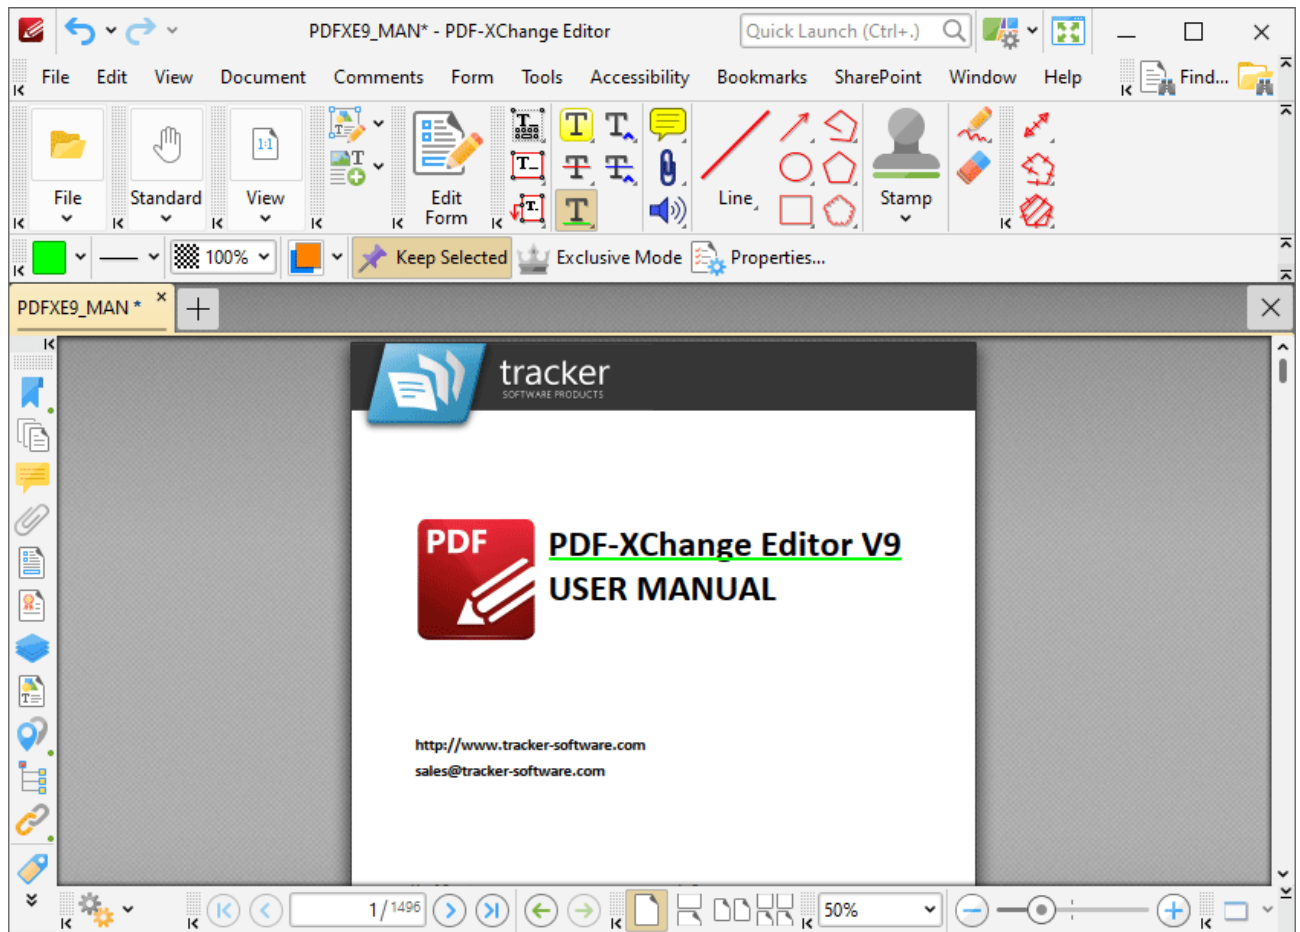 PDFXE9_MAN* - PDF-XChange Editor
Quick Launch (Ctrl+.)
File Edit View Document Comments Form Tools Accessibility Bookmarks SharePoint Window Help Find...
1:1
File Standard View Edit Form Line Stamp
100% Keep Selected Exclusive Mode Properties...
PDFXE9_MAN *
tracker
SOFTWARE PRODUCTS
PDF
PDF-XChange Editor V9
USER MANUAL
http://www.tracker-software.com
sales@tracker-software.com
1/1496 50%